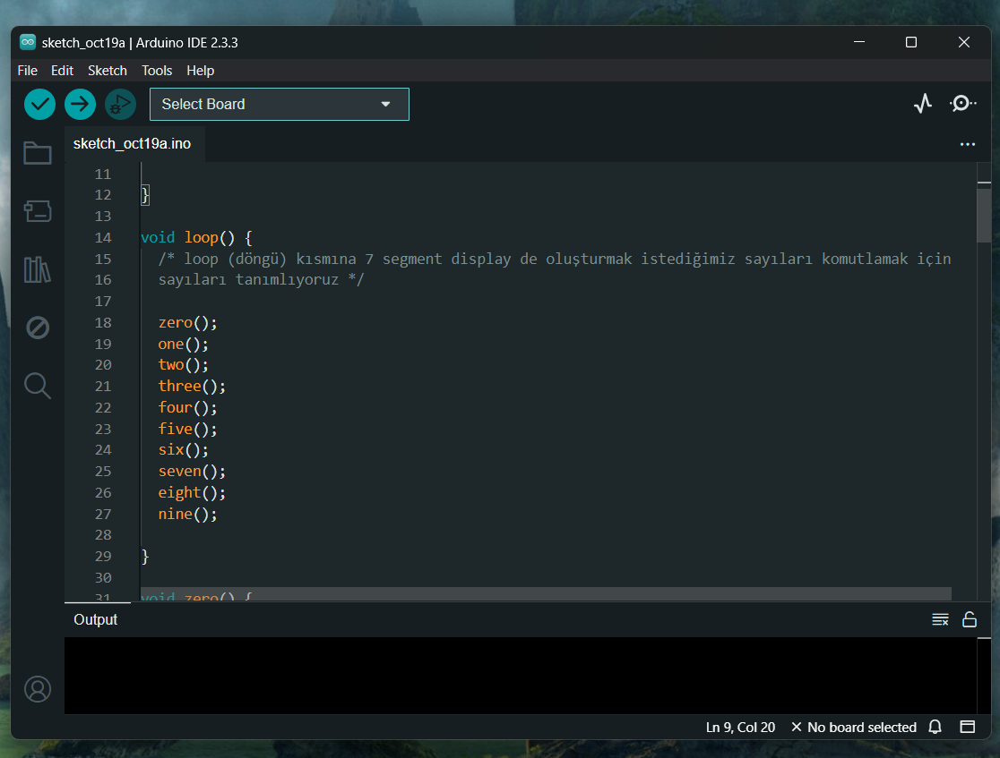 sketch_oct19a | Arduino IDE 2.3.3
File Edit Sketch Tools Help
Select Board
sketch_oct19a.ino
11
12 }
13
14 void loop() {
15 /* loop (döngü) kısmına 7 segment display de oluşturmak istediğimiz sayıları komutlamak için
16 sayıları tanımlıyoruz */
17
18 zero();
19 one();
20 two();
21 three();
22 four();
23 five();
24 six();
25 seven();
26 eight();
27 nine();
28
29 }
30
31 void zero() {
Output
Ln 9, Col 20 No board selected